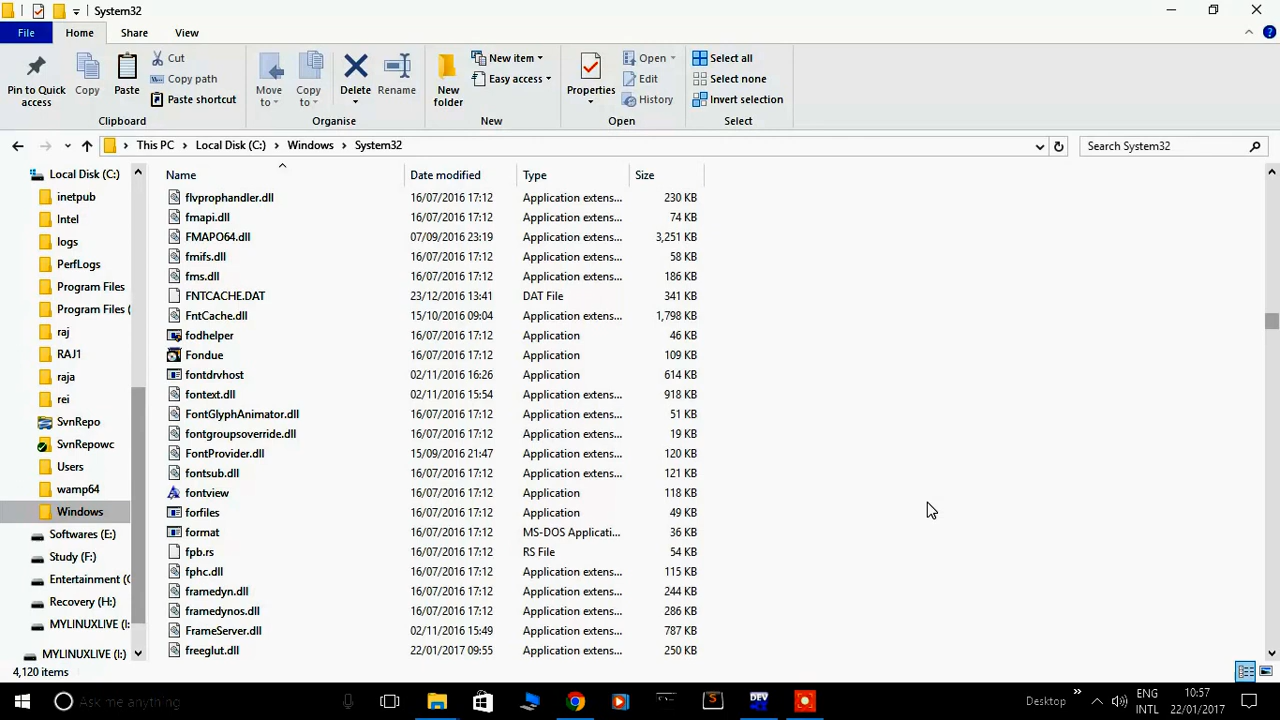 System32
File Home Share View
Pin to Quick access
Copy
Paste
Cut
Copy path
Paste shortcut
Clipboard
Move to
Copy to
Delete
Rename
Organise
New folder
New item
Easy access
New
Properties
Open
Edit
History
Open
Select all
Select none
Invert selection
Select
This PC Local Disk (C:) Windows System32
Search System32
Local Disk (C:)
inetpub
Intel
logs
PerfLogs
Program Files
Program Files (
raj
RAJ1
raja
rei
SvnRepo
SvnRepowc
Users
wamp64
Windows
Softwares (E:)
Study (F:)
Entertainment (
Recovery (H:)
MYLINUXLIVE (I:
MYLINUXLIVE (I:)
Name Date modified Type Size
flvprophandler.dll 16/07/2016 17:12 Application extens... 230 KB
fmapi.dll 16/07/2016 17:12 Application extens... 74 KB
FMAPO64.dll 07/09/2016 23:19 Application extens... 3,251 KB
fmifs.dll 16/07/2016 17:12 Application extens... 58 KB
fms.dll 16/07/2016 17:12 Application extens... 186 KB
FNTCACHE.DAT 23/12/2016 13:41 DAT File 341 KB
FntCache.dll 15/10/2016 09:04 Application extens... 1,798 KB
fodhelper 16/07/2016 17:12 Application 46 KB
Fondue 16/07/2016 17:12 Application 109 KB
fontdrvhost 02/11/2016 16:26 Application 614 KB
fontext.dll 02/11/2016 15:54 Application extens... 918 KB
FontGlyphAnimator.dll 16/07/2016 17:12 Application extens... 51 KB
fontgroupsoverride.dll 16/07/2016 17:12 Application extens... 19 KB
FontProvider.dll 15/09/2016 21:47 Application extens... 120 KB
fontsub.dll 16/07/2016 17:12 Application extens... 121 KB
fontview 16/07/2016 17:12 Application 118 KB
forfiles 16/07/2016 17:12 Application 49 KB
format 16/07/2016 17:12 MS-DOS Applicati... 36 KB
fpb.rs 16/07/2016 17:12 RS File 54 KB
fphc.dll 16/07/2016 17:12 Application extens... 115 KB
framedyn.dll 16/07/2016 17:12 Application extens... 244 KB
framedynos.dll 16/07/2016 17:12 Application extens... 286 KB
FrameServer.dll 02/11/2016 15:49 Application extens... 787 KB
freeglut.dll 22/01/2017 09:55 Application extens... 250 KB
4,120 items
Ask me anything
DEV
Desktop
ENG
INTL
10:57
22/01/2017